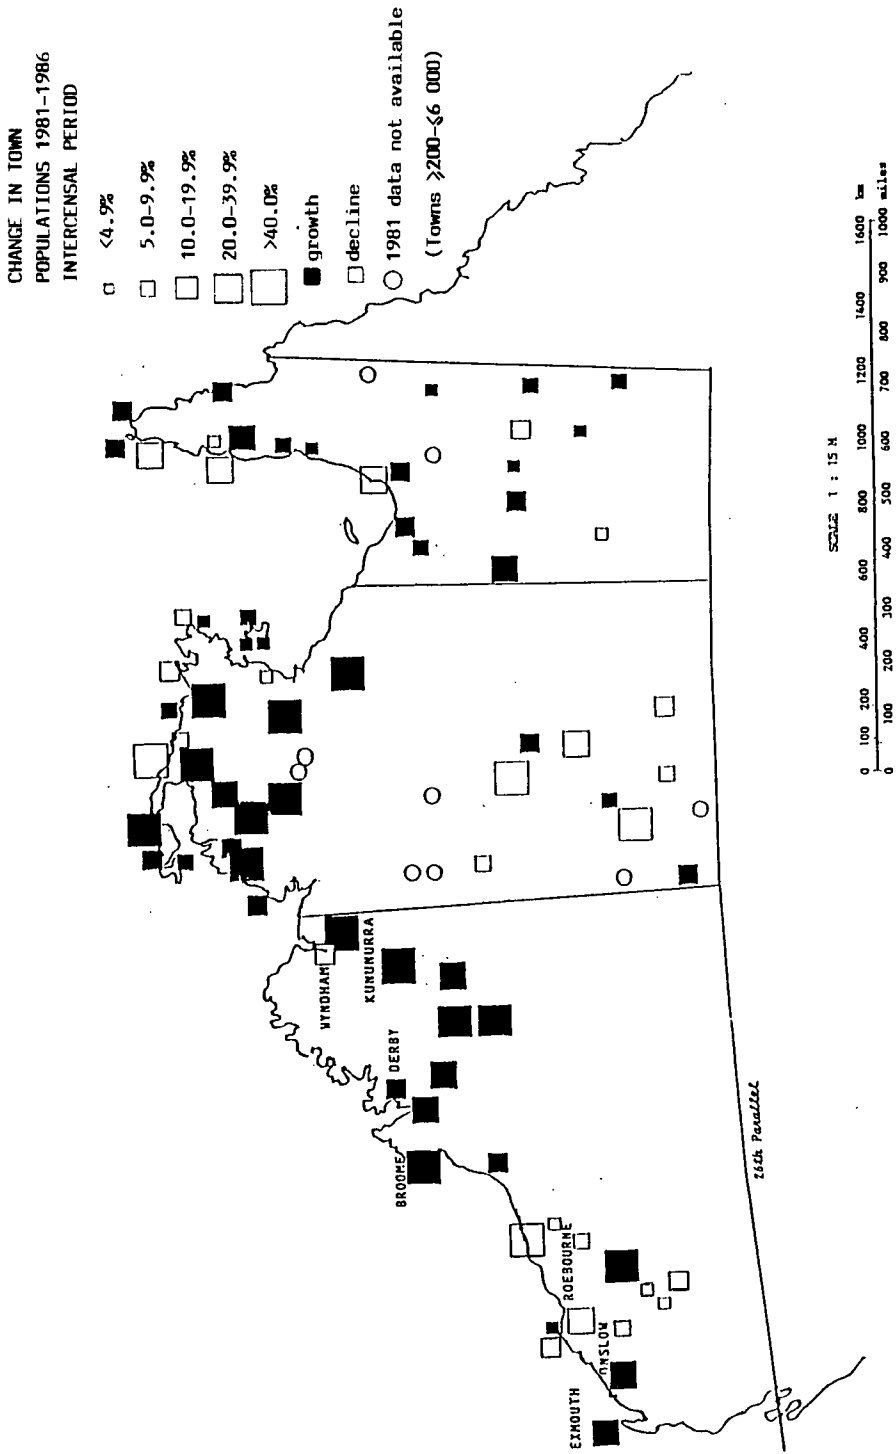 CHANGE IN TOWN
POPULATIONS 1981-1986
INTERCENSAL PERIOD
<4.9%
5.0-9.9%
10.0-19.9%
20.0-39.9%
>40.0%
growth
decline
1981 data not available
(Towns ⩾200-⩽6 000)
WYNDHAM
KUNUNURRA
DERBY
BROOME
ROEBOURNE
ONSLOW
EXMOUTH
26th Parallel
SCALE 1 : 15 M
0 100 200 400 600 800 1000 1200 1400 1600 km
0 100 200 300 400 500 600 700 800 900 1000 miles